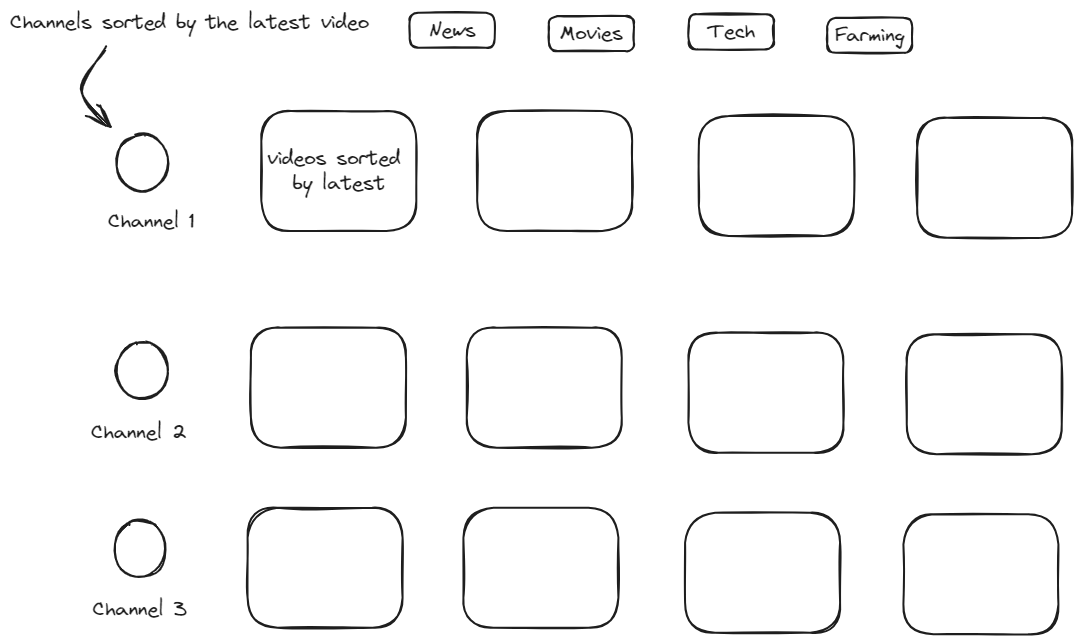 Channels sorted by the latest video
News
Movies
Tech
Farming
videos sorted
by latest
Channel 1
Channel 2
Channel 3